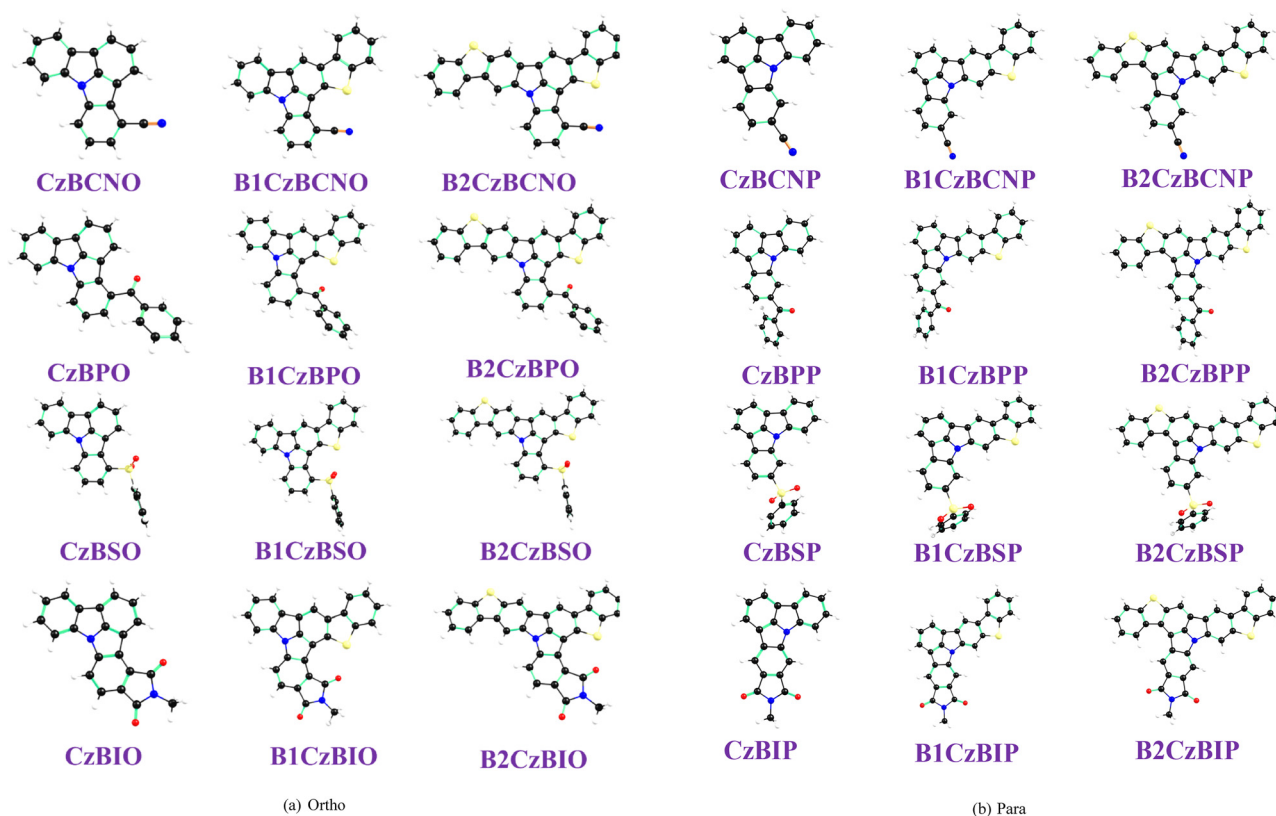 CzBCNO B1CzBCNO B2CzBCNO
CzBPO B1CzBPO B2CzBPO
CzBSO B1CzBSO B2CzBSO
CzBIO B1CzBIO B2CzBIO
(a) Ortho
CzBCNP B1CzBCNP B2CzBCNP
CzBPP B1CzBPP B2CzBPP
CzBSP B1CzBSP B2CzBSP
CzBIP B1CzBIP B2CzBIP
(b) Para